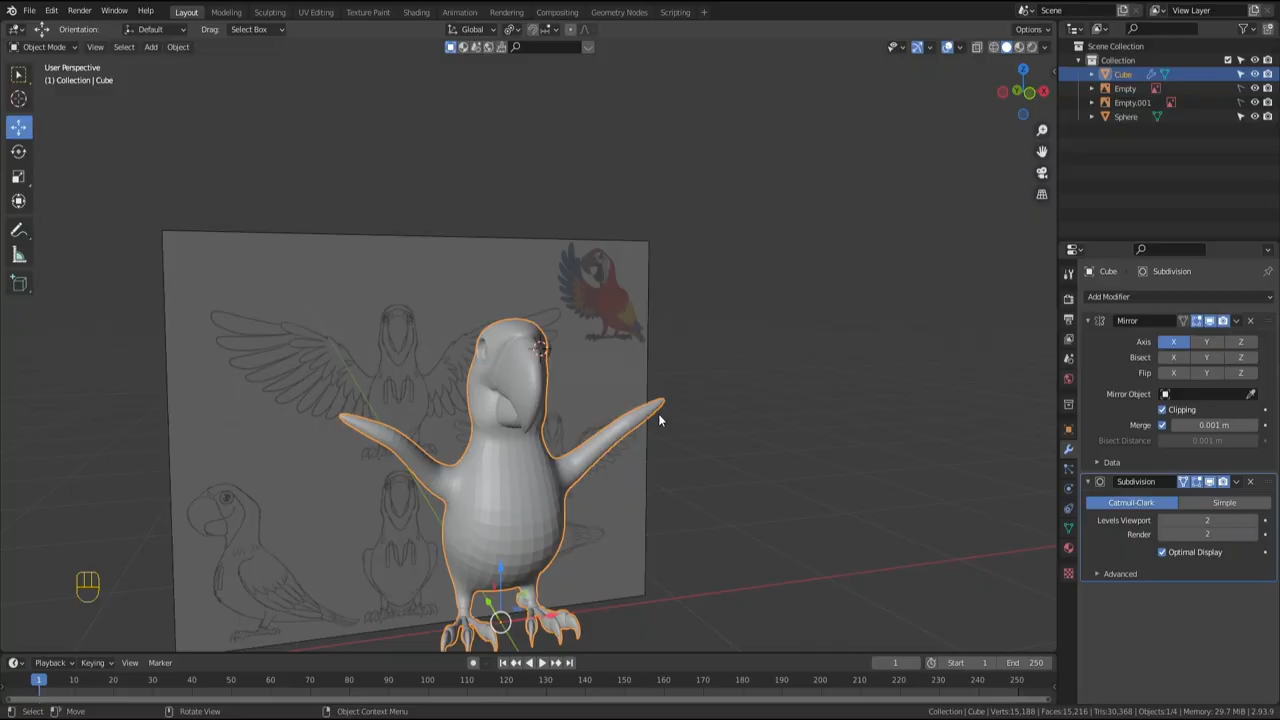 File Edit Render Window Help Layout Modeling Sculpting UV Editing Texture Paint Shading Animation Rendering Compositing Geometry Nodes Scripting + Scene View Layer
Orientation: Default Drag: Select Box Global Options
Object Mode View Select Add Object
User Perspective
(1) Collection | Cube
Z
Y
X
Scene Collection
Collection
Cube
Empty
Empty.001
Sphere
Cube Subdivision
Add Modifier
Mirror
Axis X Y Z
Bisect X Y Z
Flip X Y Z
Mirror Object
Clipping
Merge 0.001 m
Bisect Distance 0.001 m
Data
Subdivision
Catmull-Clark Simple
Levels Viewport 2
Render 2
Optimal Display
Advanced
Playback Keying View Marker 1 Start 1 End 250
1 10 20 30 40 50 60 70 80 90 100 110 120 130 140 150 160 170 180 190 200 210 220 230 240 250
Select Move Rotate View Object Context Menu Collection | Cube | Verts:15,188 | Faces:15,216 | Tris:30,368 | Objects:1/4 | Memory: 29.7 MiB | 2.93.9